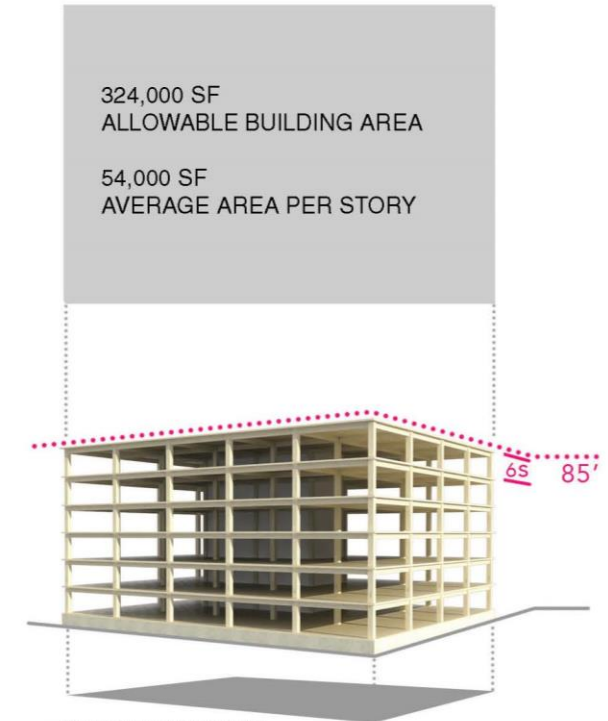 324,000 SF
ALLOWABLE BUILDING AREA
54,000 SF
AVERAGE AREA PER STORY
6s
85'